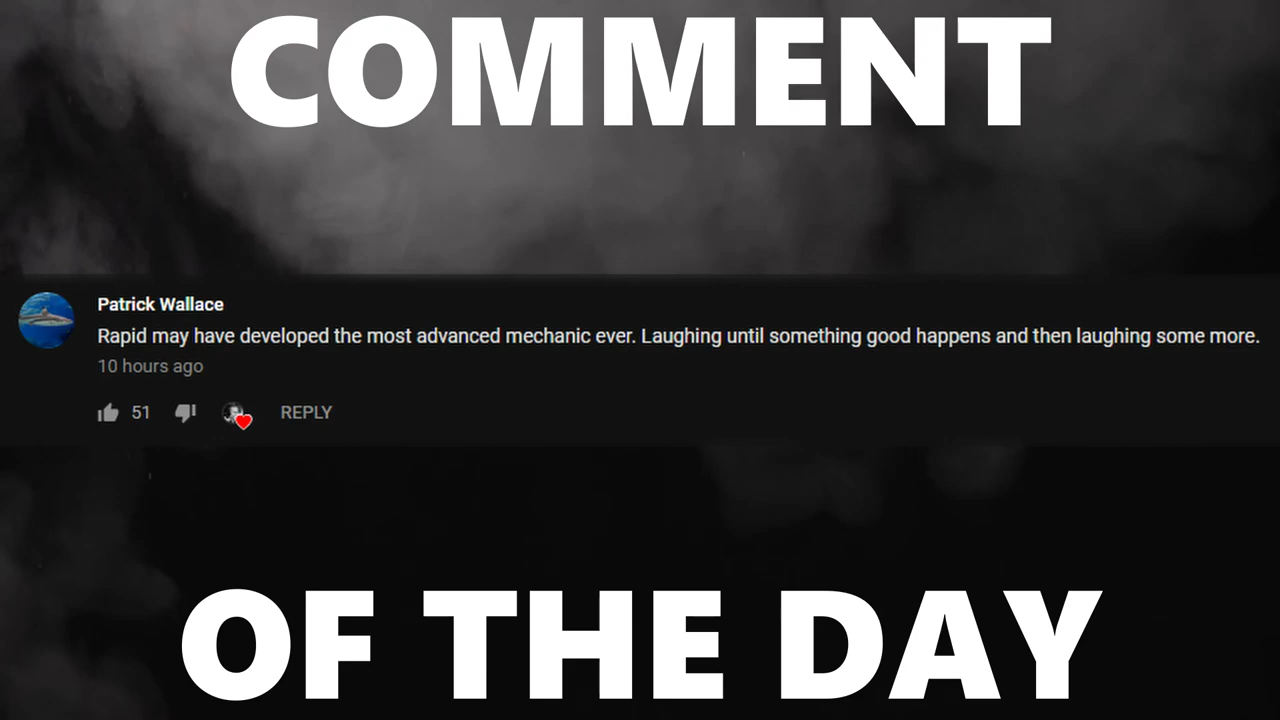 COMMENT
Patrick Wallace
Rapid may have developed the most advanced mechanic ever. Laughing until something good happens and then laughing some more.
10 hours ago
51 REPLY
OF THE DAY